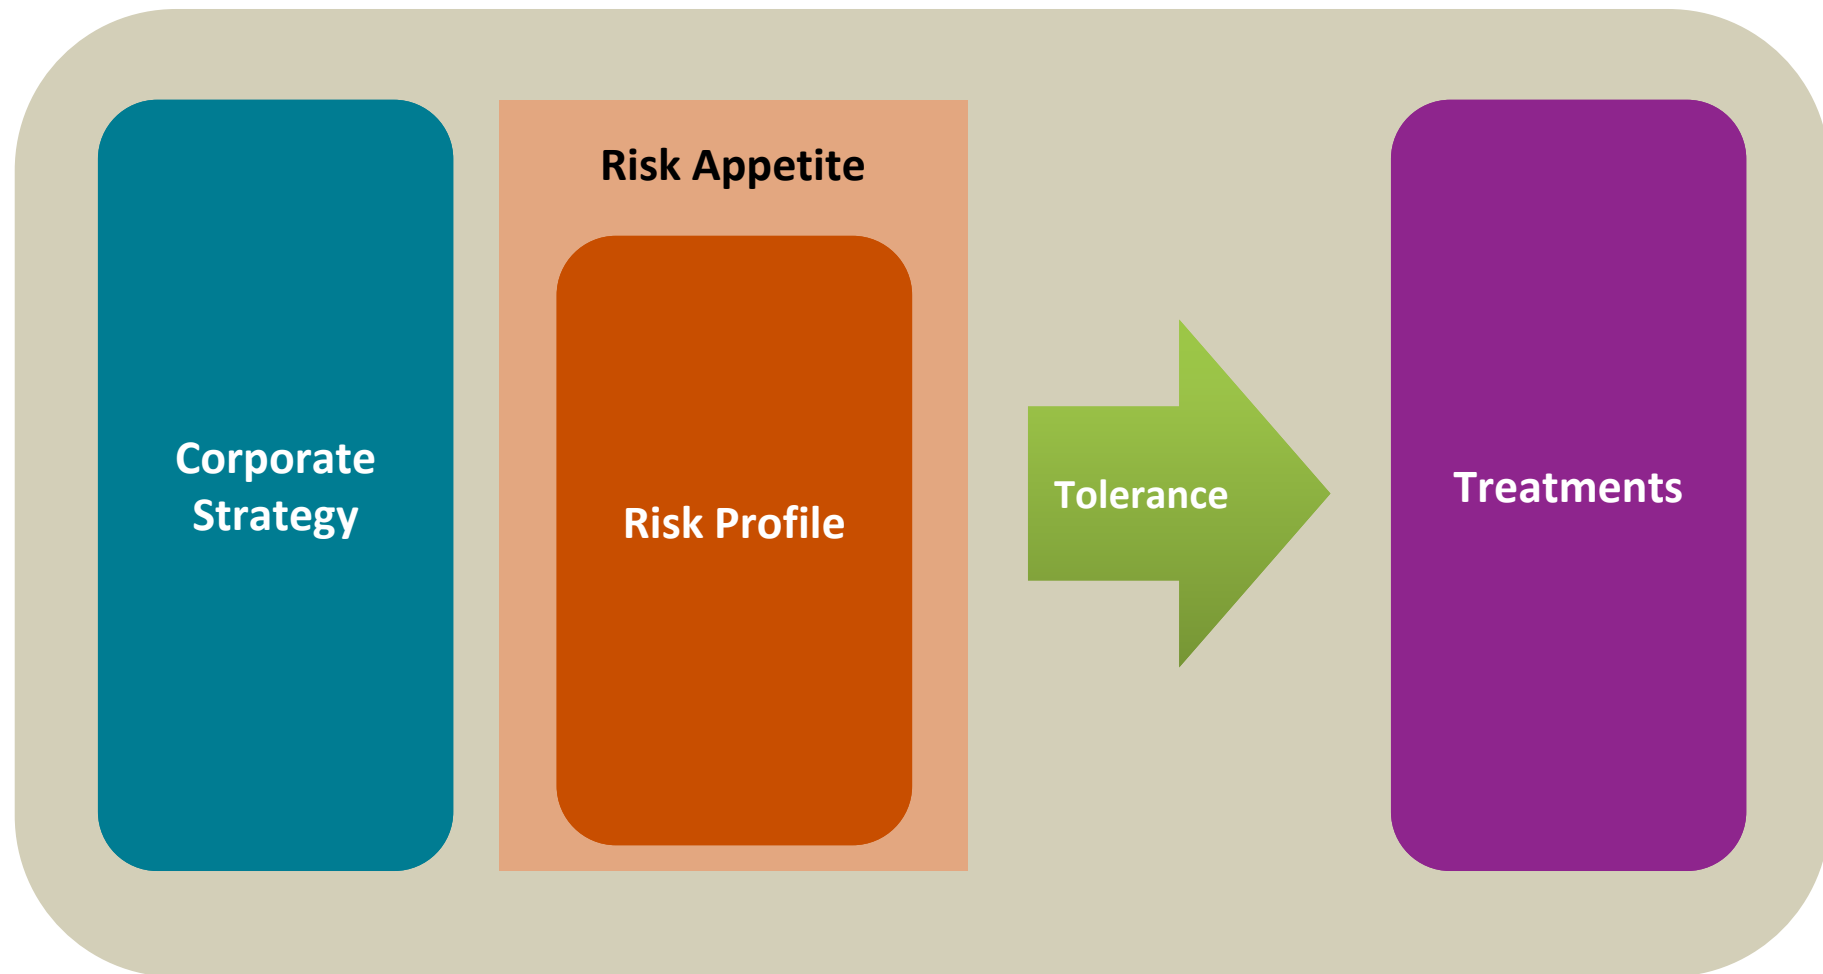 Corporate
Strategy
Risk Appetite
Risk Profile
Tolerance
Treatments